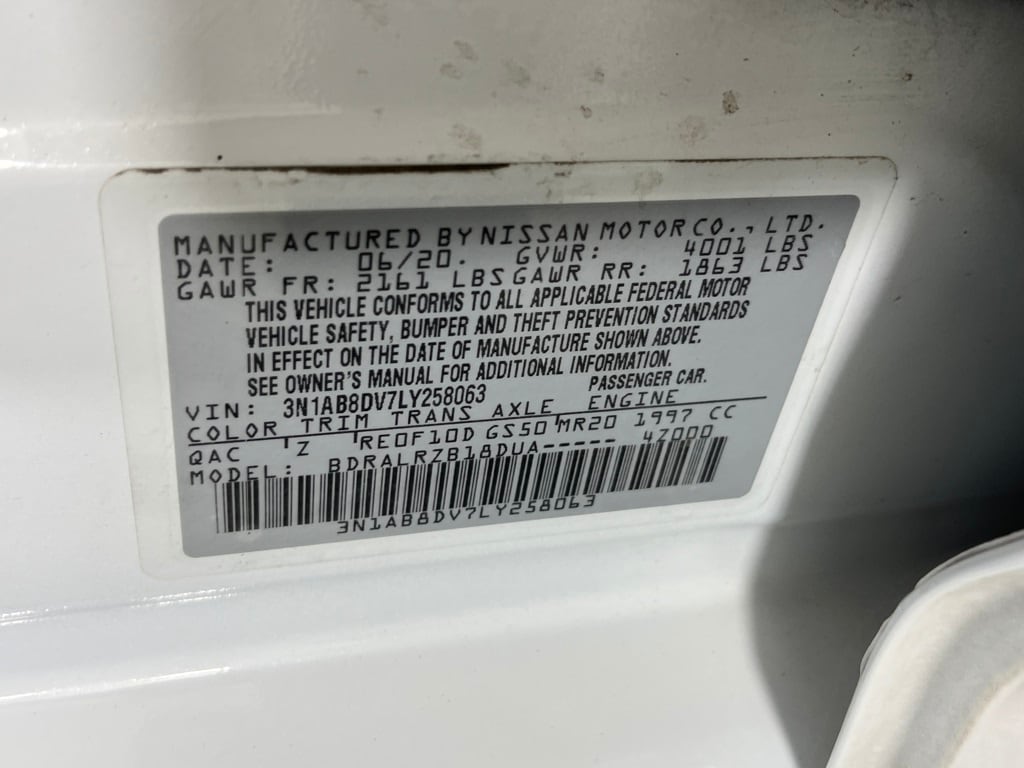 MANUFACTURED BY NISSAN MOTOR CO., LTD.
DATE: 06/20. GVWR: 4001 LBS
GAWR FR: 2161 LBS GAWR RR: 1863 LBS
THIS VEHICLE CONFORMS TO ALL APPLICABLE FEDERAL MOTOR
VEHICLE SAFETY, BUMPER AND THEFT PREVENTION STANDARDS
IN EFFECT ON THE DATE OF MANUFACTURE SHOWN ABOVE.
SEE OWNER'S MANUAL FOR ADDITIONAL INFORMATION.
VIN: 3N1AB8DV7LY258063 PASSENGER CAR.
COLOR TRIM TRANS AXLE ENGINE
QAC Z RE0F10D GS50 MR20 1997 CC
MODEL: BDRALRZB18DUA----- 4Z000
3N1AB8DV7LY258063